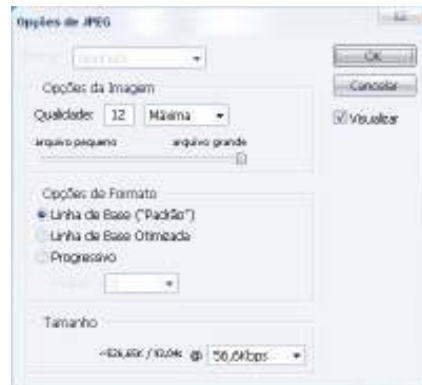 Opções de JPEG
OK
Opções da Imagem
Cancelar
Qualidade: 12 Máxima
Visualizar
arquivo pequeno arquivo grande
Opções de Formato
Linha de Base ("Padrão")
Linha de Base Otimizada
Progressivo
Tamanho
@ 56,6Kbps